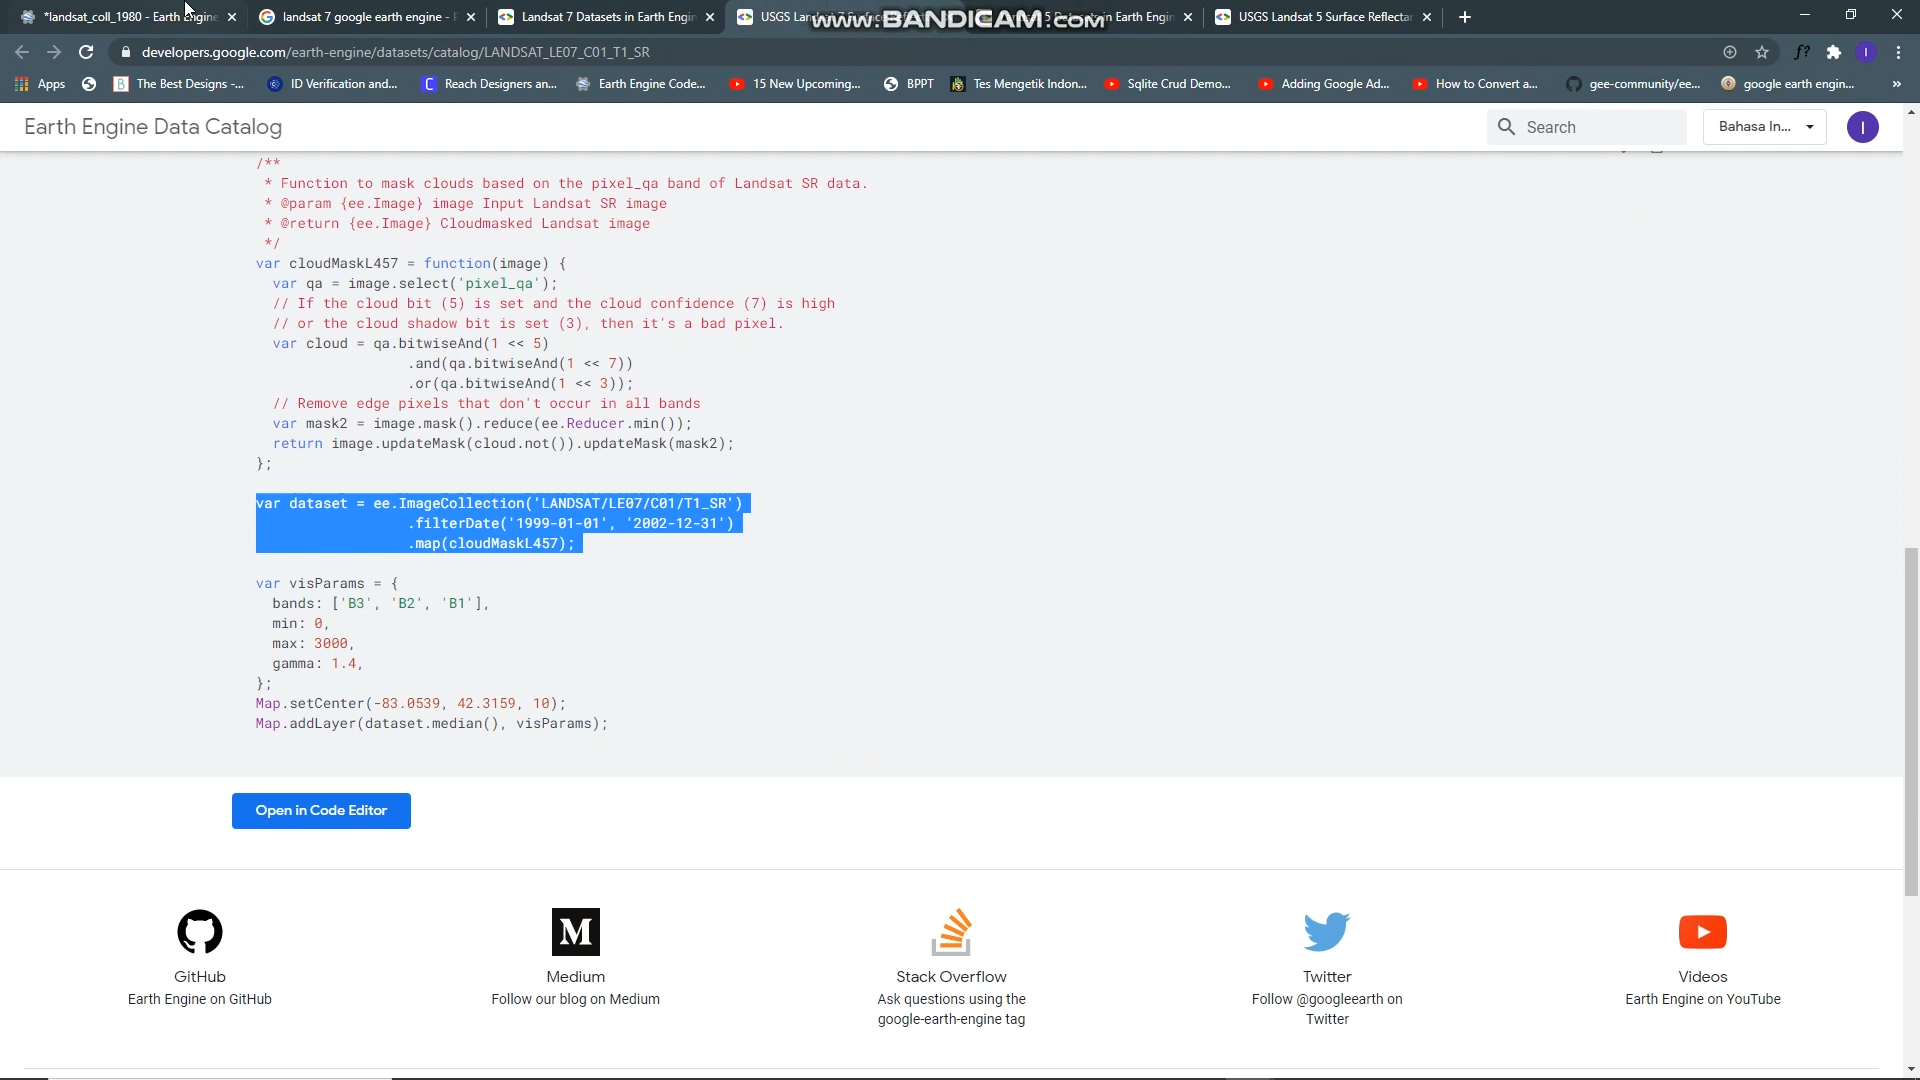 *landsat_coll_1980 - Earth Engine
landsat 7 google earth engine -
Landsat 7 Datasets in Earth Engin
USGS Landsat 5 Surface Reflectar
www.BANDICAM.com
developers.google.com/earth-engine/datasets/catalog/LANDSAT_LE07_C01_T1_SR
f?
I
Apps
The Best Designs -...
ID Verification and...
Reach Designers an...
Earth Engine Code...
15 New Upcoming...
BPPT
Tes Mengetik Indon...
Sqlite Crud Demo...
Adding Google Ad...
How to Convert a...
gee-community/ee...
google earth engin...
»
Earth Engine Data Catalog
Search
Bahasa In...
I
/**
* Function to mask clouds based on the pixel_qa band of Landsat SR data.
* @param {ee.Image} image Input Landsat SR image
* @return {ee.Image} Cloudmasked Landsat image
*/
var cloudMaskL457 = function(image) {
var qa = image.select('pixel_qa');
// If the cloud bit (5) is set and the cloud confidence (7) is high
// or the cloud shadow bit is set (3), then it's a bad pixel.
var cloud = qa.bitwiseAnd(1 << 5)
.and(qa.bitwiseAnd(1 << 7))
.or(qa.bitwiseAnd(1 << 3));
// Remove edge pixels that don't occur in all bands
var mask2 = image.mask().reduce(ee.Reducer.min());
return image.updateMask(cloud.not()).updateMask(mask2);
};
var dataset = ee.ImageCollection('LANDSAT/LE07/C01/T1_SR')
.filterDate('1999-01-01', '2002-12-31')
.map(cloudMaskL457);
var visParams = {
bands: ['B3', 'B2', 'B1'],
min: 0,
max: 3000,
gamma: 1.4,
};
Map.setCenter(-83.0539, 42.3159, 10);
Map.addLayer(dataset.median(), visParams);
Open in Code Editor
GitHub
Earth Engine on GitHub
Medium
Follow our blog on Medium
Stack Overflow
Ask questions using the
google-earth-engine tag
Twitter
Follow @googleearth on
Twitter
Videos
Earth Engine on YouTube